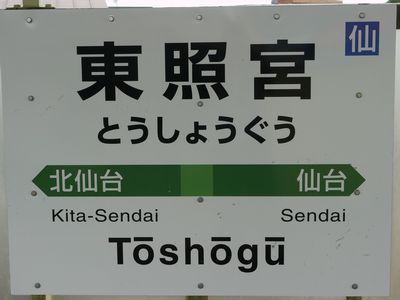 仙
東照宮
とうしょうぐう
北仙台 仙台
Kita-Sendai Sendai
Tōshōgū